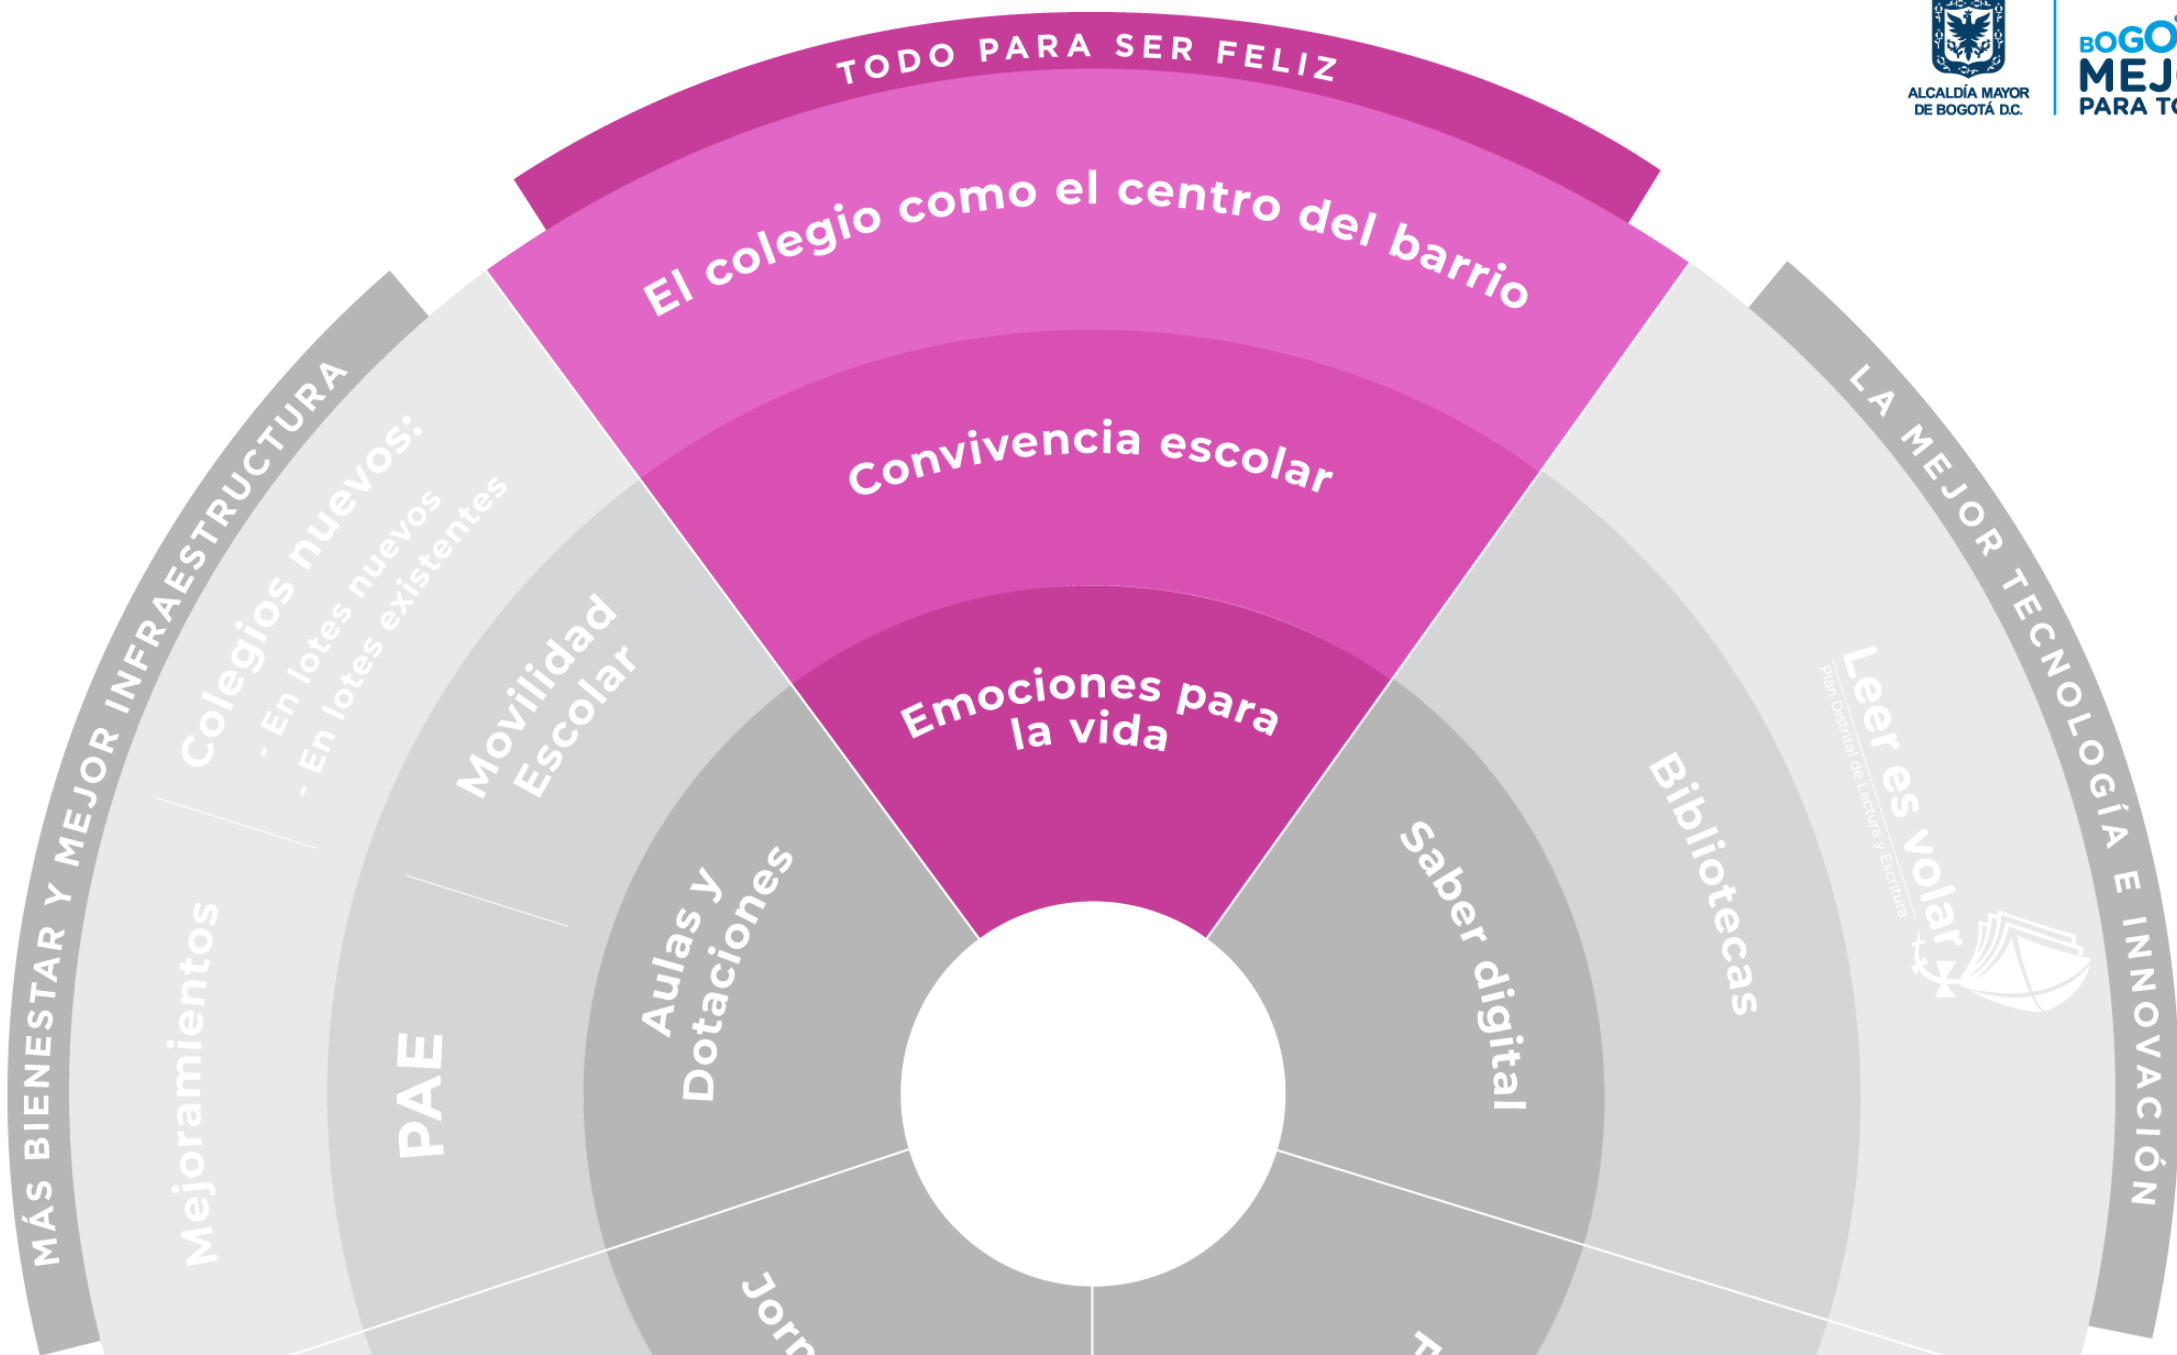 TODO PARA SER FELIZ
El colegio como el centro del barrio
Convivencia escolar
Emociones para
la vida
ALCALDÍA MAYOR
DE BOGOTÁ D.C.
MÁS BIENESTAR Y MEJOR INFRAESTRUCTURA
Colegios nuevos:
- En lotes nuevos
- En lotes existentes
Mejoramientos
Movilidad
Escolar
PAE
Aulas y
Dotaciones
LA MEJOR TECNOLOGÍA E INNOVACIÓN
Leer es volar
Plan Distrital de Lectura y Escritura
Bibliotecas
Saber digital
PARA